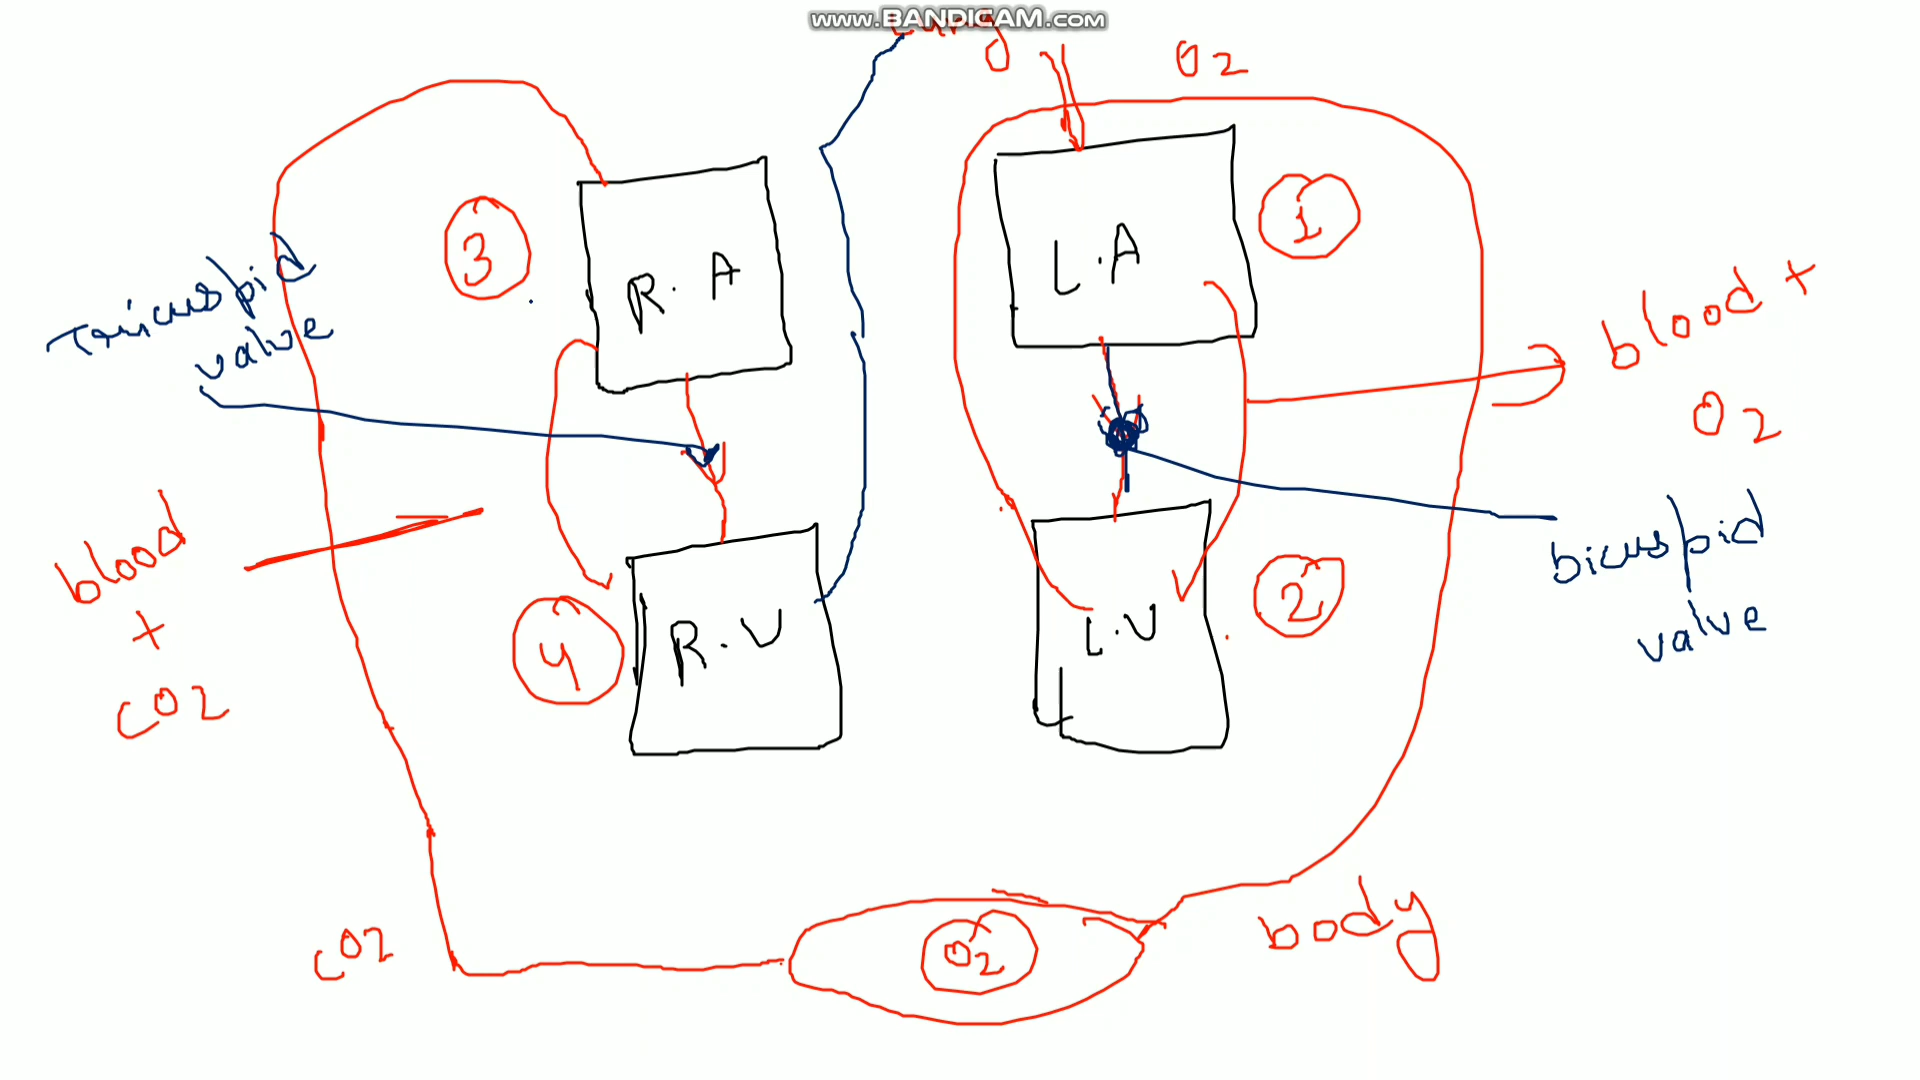 www.BANDICAM.com
Lung
O2
3
R.A
L.A
1
Tricuspid
valve
blood +
O2
blood
+
CO2
4
R.V
L.V
2
bicuspid
valve
CO2
O2
body